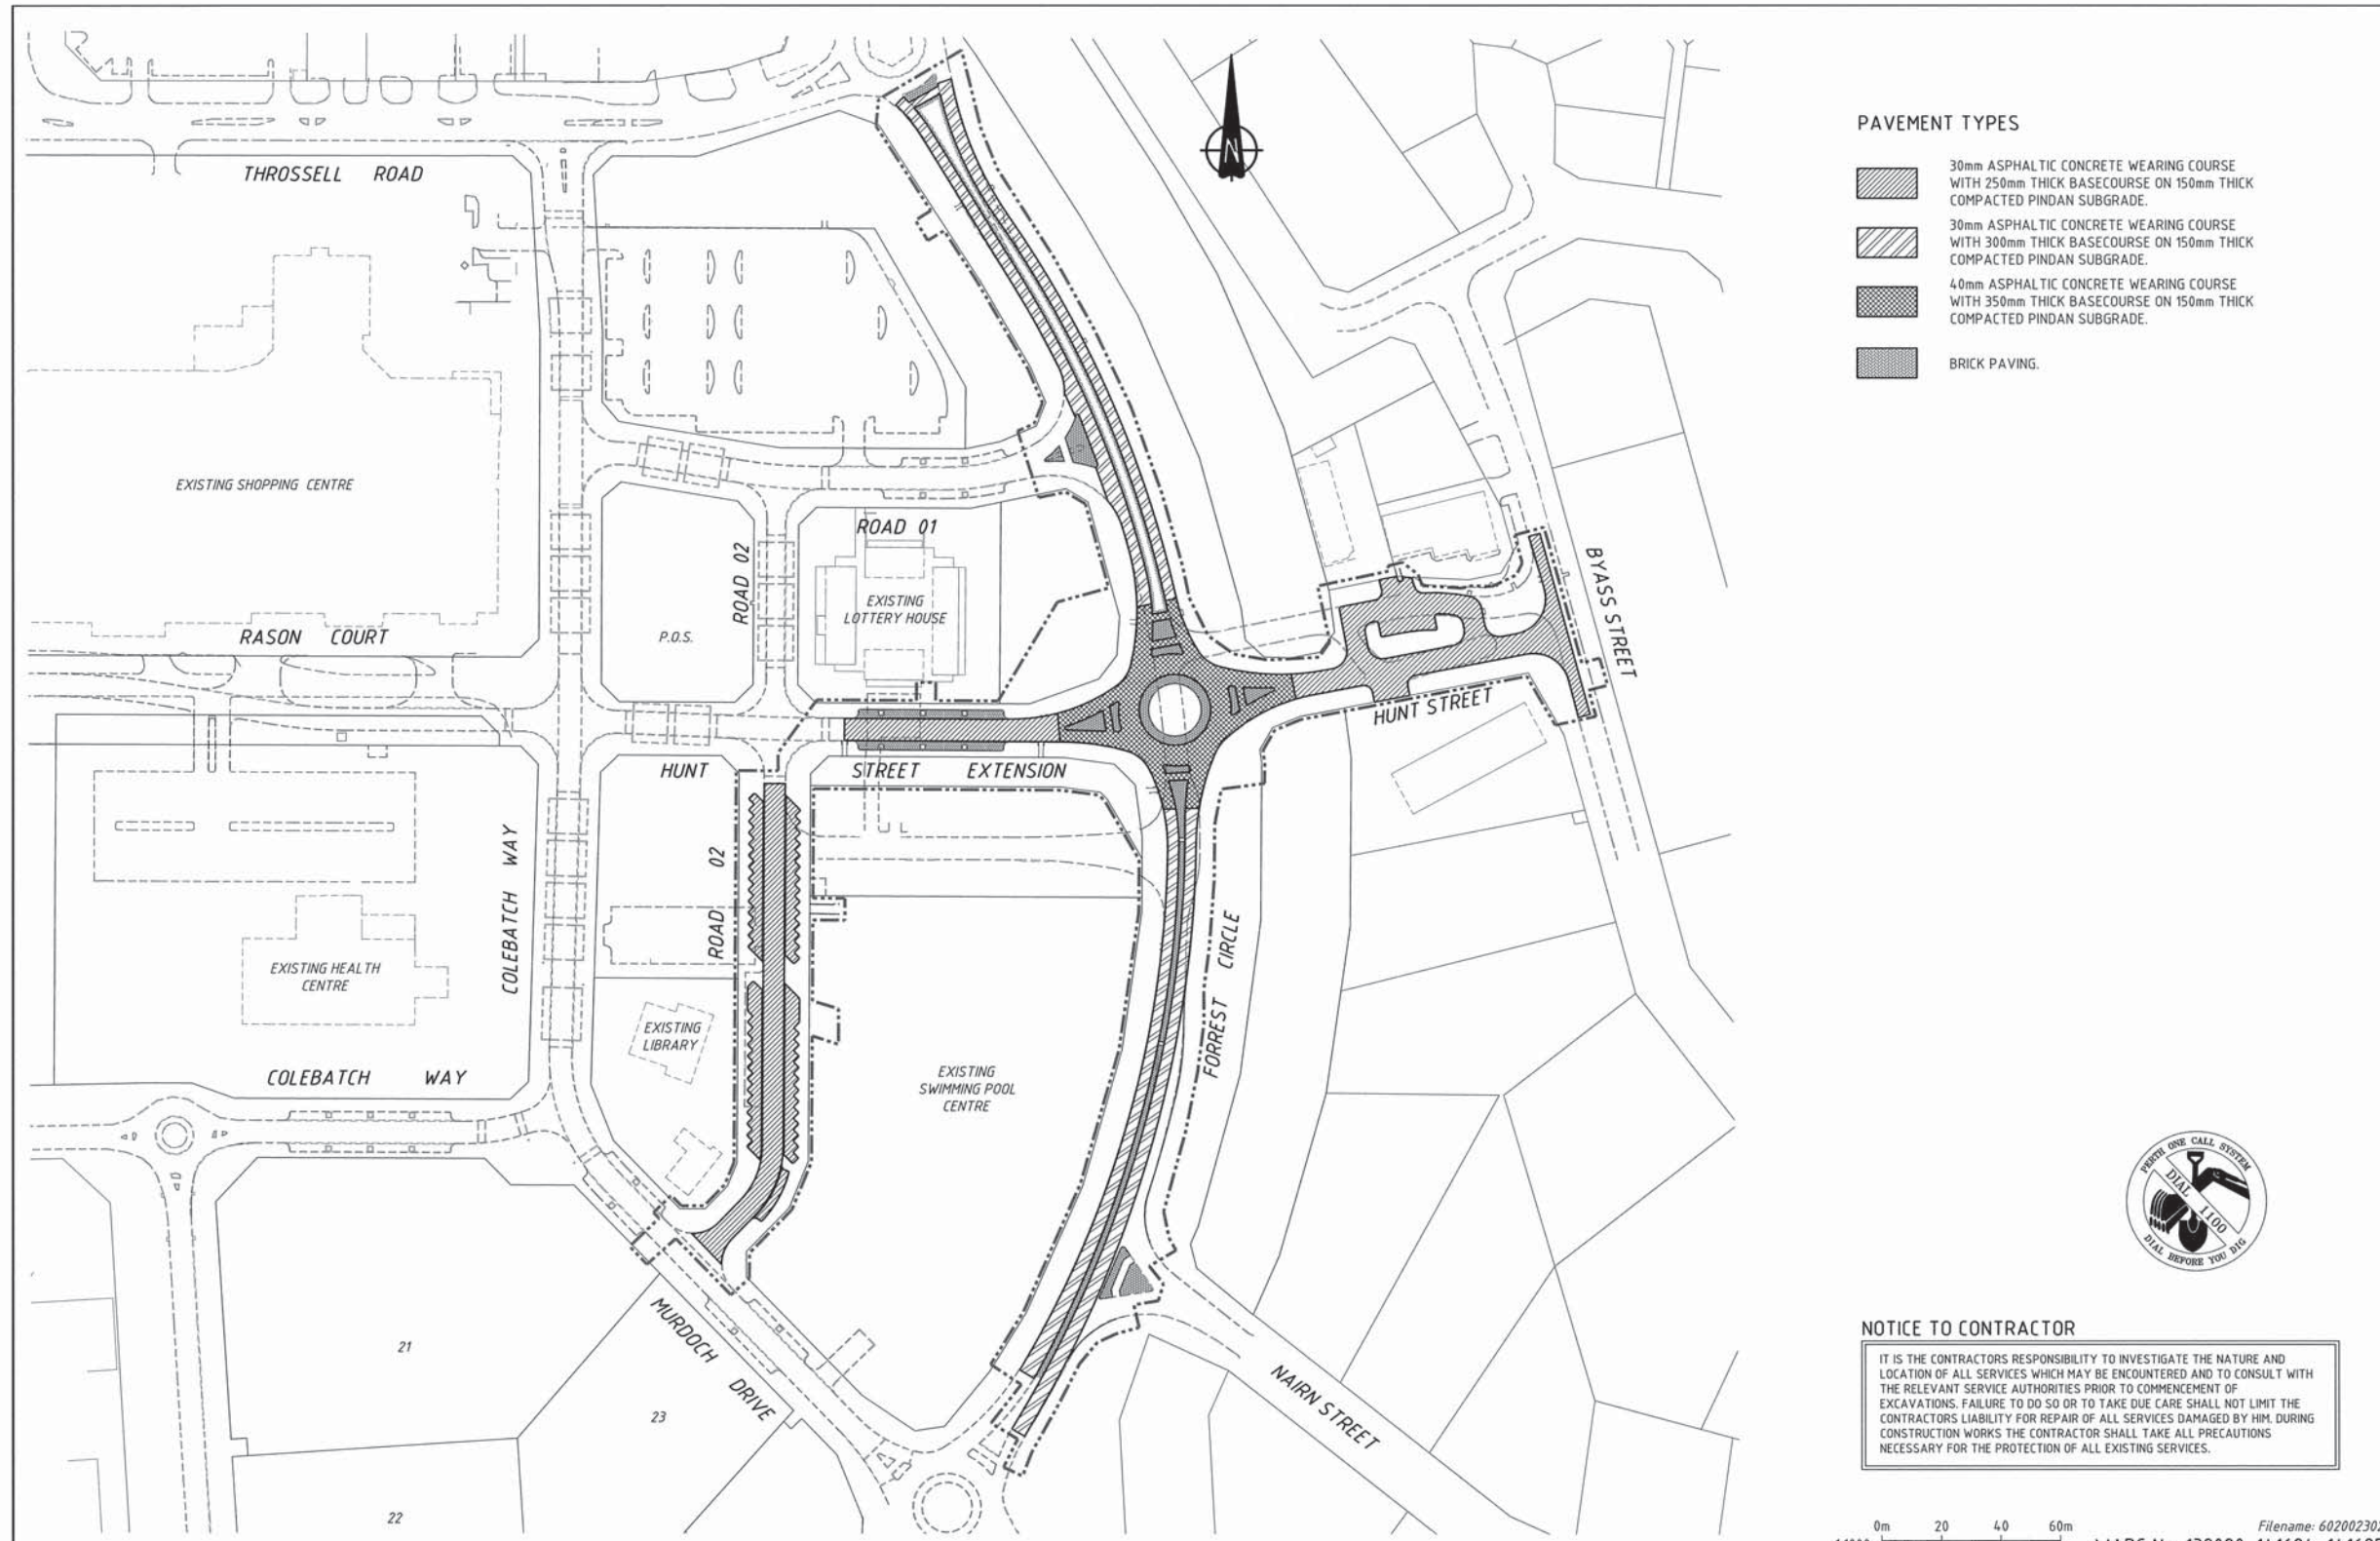 THROSSELL ROAD
EXISTING SHOPPING CENTRE
RASON COURT
ROAD 01
ROAD 02
EXISTING
LOTTERY HOUSE
P.O.S.
HUNT STREET EXTENSION
HUNT STREET
BYASS STREET
COLEBATCH WAY
ROAD 02
EXISTING HEALTH
CENTRE
EXISTING
LIBRARY
COLEBATCH WAY
EXISTING
SWIMMING POOL
CENTRE
FORREST CIRCLE
MURDOCH DRIVE
NAIRN STREET
21
22
23
N
PAVEMENT TYPES
30mm ASPHALTIC CONCRETE WEARING COURSE
WITH 250mm THICK BASECOURSE ON 150mm THICK
COMPACTED PINDAN SUBGRADE.
30mm ASPHALTIC CONCRETE WEARING COURSE
WITH 300mm THICK BASECOURSE ON 150mm THICK
COMPACTED PINDAN SUBGRADE.
40mm ASPHALTIC CONCRETE WEARING COURSE
WITH 350mm THICK BASECOURSE ON 150mm THICK
COMPACTED PINDAN SUBGRADE.
BRICK PAVING.
PERTH ONE CALL SYSTEM
DIAL 1100
DIAL BEFORE YOU DIG
NOTICE TO CONTRACTOR
IT IS THE CONTRACTORS RESPONSIBILITY TO INVESTIGATE THE NATURE AND
LOCATION OF ALL SERVICES WHICH MAY BE ENCOUNTERED AND TO CONSULT WITH
THE RELEVANT SERVICE AUTHORITIES PRIOR TO COMMENCEMENT OF
EXCAVATIONS. FAILURE TO DO SO OR TO TAKE DUE CARE SHALL NOT LIMIT THE
CONTRACTORS LIABILITY FOR REPAIR OF ALL SERVICES DAMAGED BY HIM. DURING
CONSTRUCTION WORKS THE CONTRACTOR SHALL TAKE ALL PRECAUTIONS
NECESSARY FOR THE PROTECTION OF ALL EXISTING SERVICES.
0m 20 40 60m
Filename: